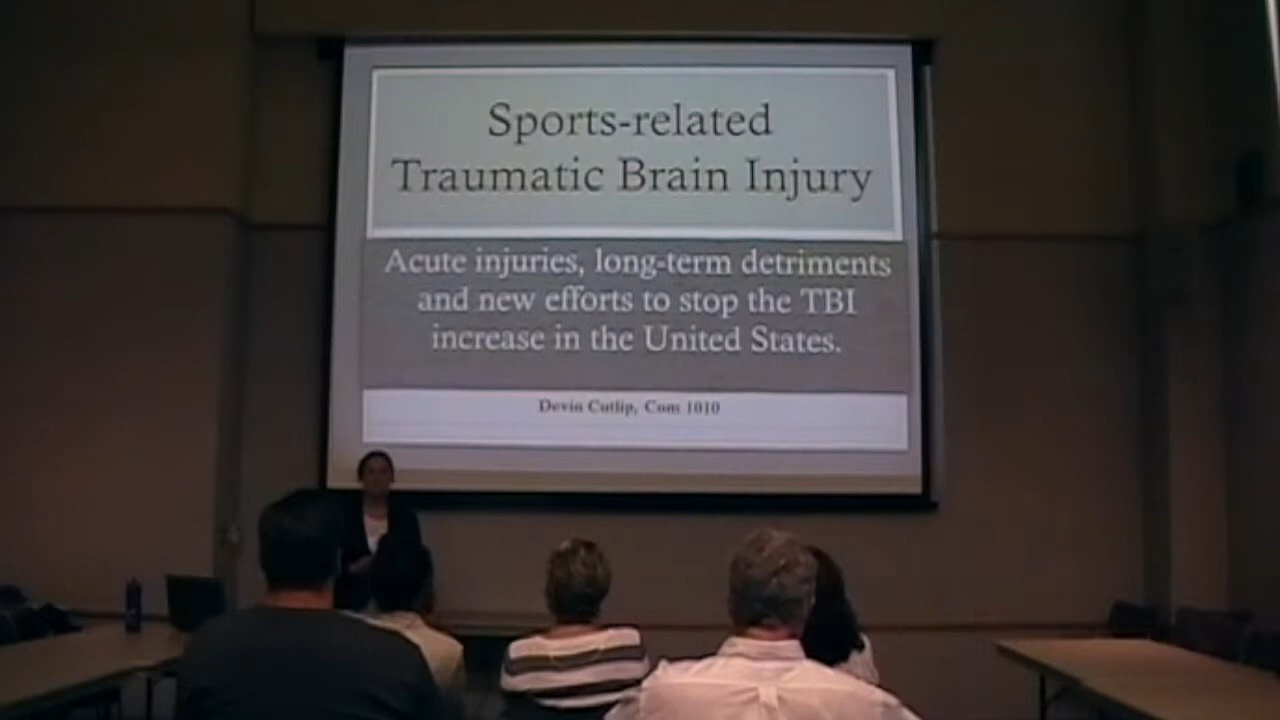 Sports-related
Traumatic Brain Injury
Acute injuries, long-term detriments
and new efforts to stop the TBI
increase in the United States.
Devin Cutlip, Com 1010